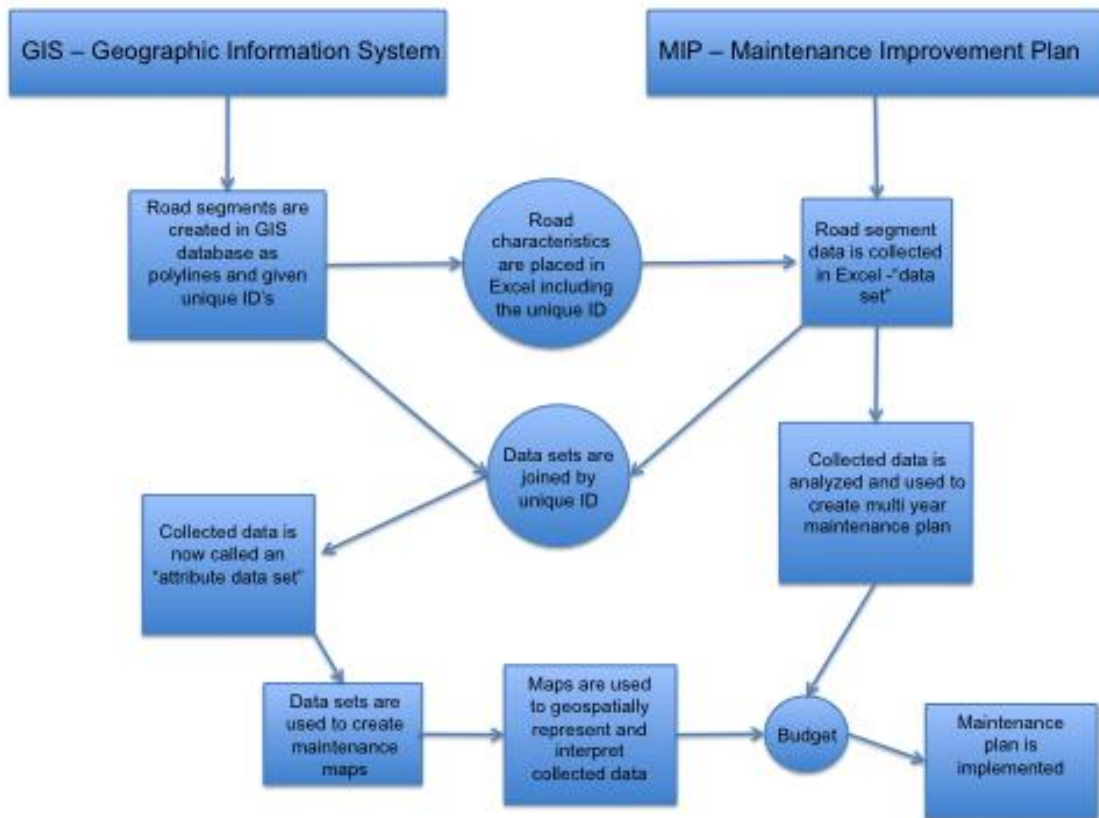 GIS – Geographic Information System
MIP – Maintenance Improvement Plan
Road segments are
created in GIS
database as
polylines and given
unique ID's
Road
characteristics
are placed in
Excel including
the unique ID
Road segment
data is collected
in Excel -“data
set”
Data sets are
joined by
unique ID
Collected data is
analyzed and used to
create multi year
maintenance plan
Collected data is
now called an
“attribute data set”
Data sets are
used to create
maintenance
maps
Maps are used
to geospatially
represent and
interpret
collected data
Budget
Maintenance
plan is
implemented